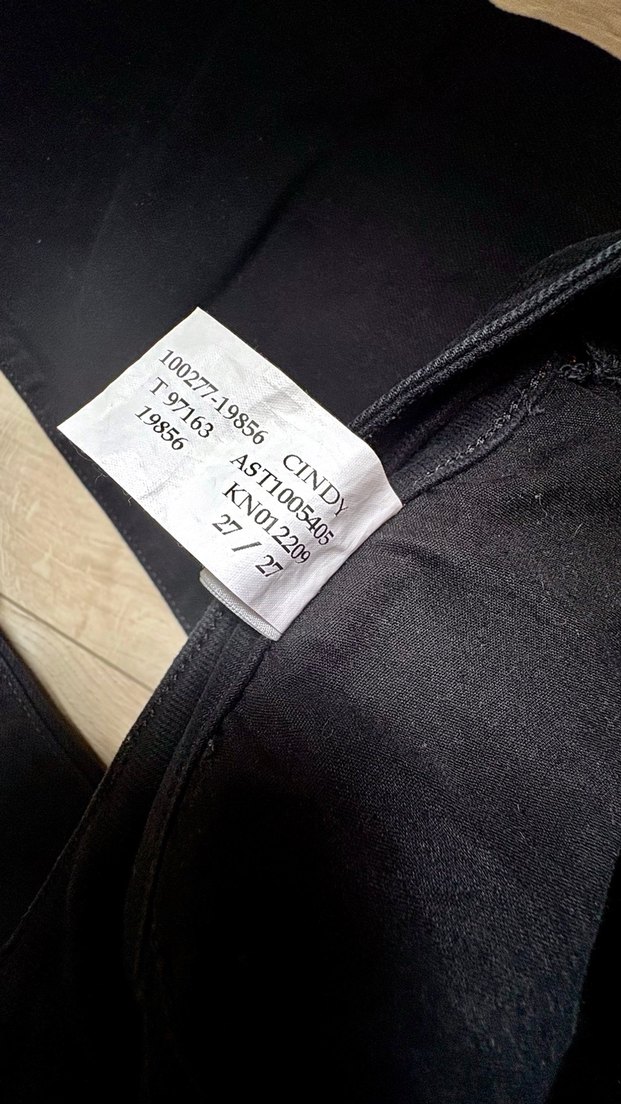 100277-19856 CINDY
T 97163 AST1005405
19856 KN012209
27 / 27